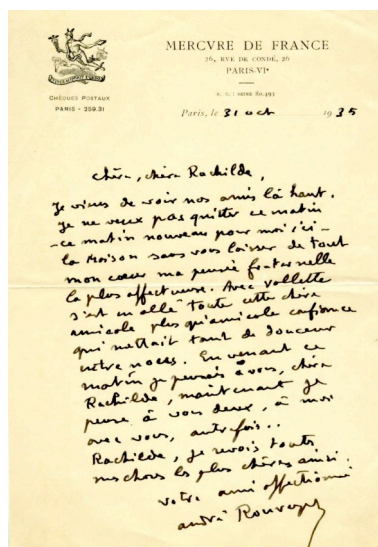 MERCVRE DE FRANCE
26, RVE DE CONDÉ, 26
PARIS-VIᵉ
CHÈQUES POSTAUX
PARIS - 259.31
R. C. SEINE 80.493
Paris, le 31 oct 1935
Chère, chère Rachilde,
Je viens de voir nos amis là haut.
Je ne veux pas quitter ce matin
- ce matin nouveau pour moi ici -
la Maison sans vous laisser de tout
mon cœur ma pensée fraternelle
la plus affectueuse. Avec Vallette
s'est en allé toute cette chère
amicale plus qu'amicale confiance
qui mettait tant de douceur
entre nous. En venant ce
matin je pensais à vous, chère
Rachilde, maintenant je
pense à vous deux, à moi
avec vous, autrefois..
Rachilde, je revois toutes
mes choses les plus chères ainsi.
votre ami affectionné
André Rouveyre